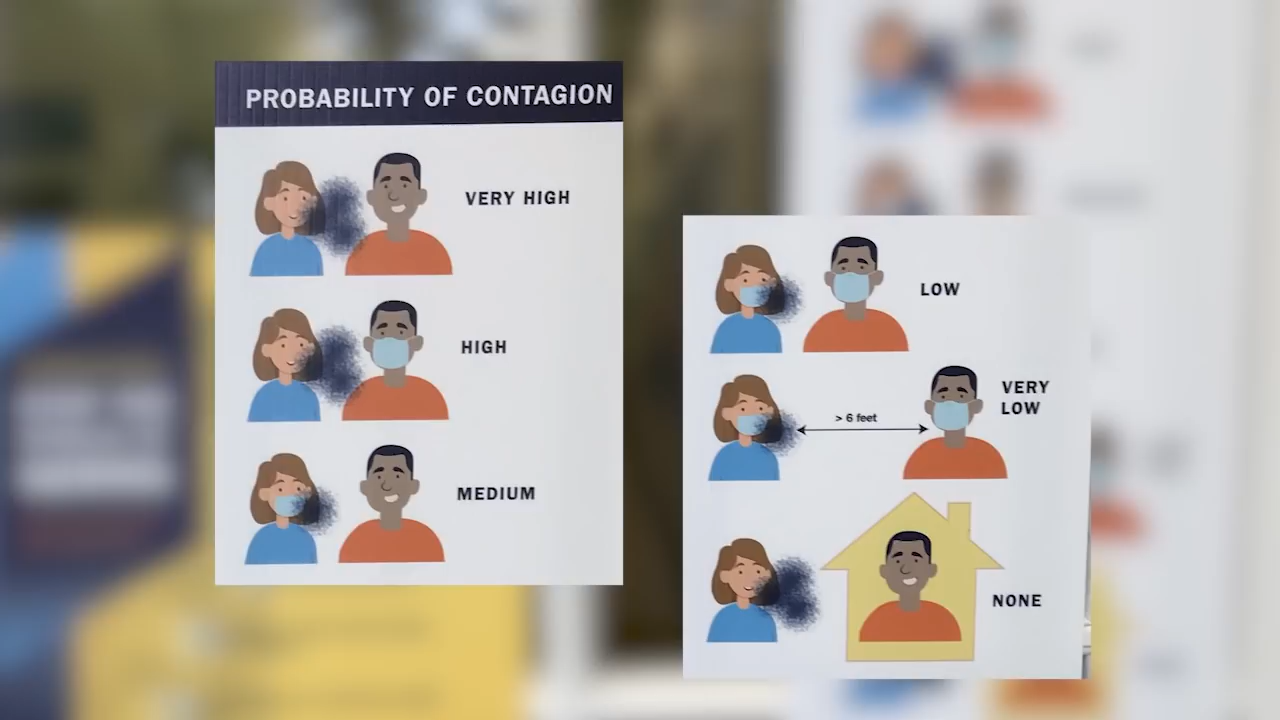 PROBABILITY OF CONTAGION
VERY HIGH
HIGH
MEDIUM
LOW
> 6 feet
VERY
LOW
NONE